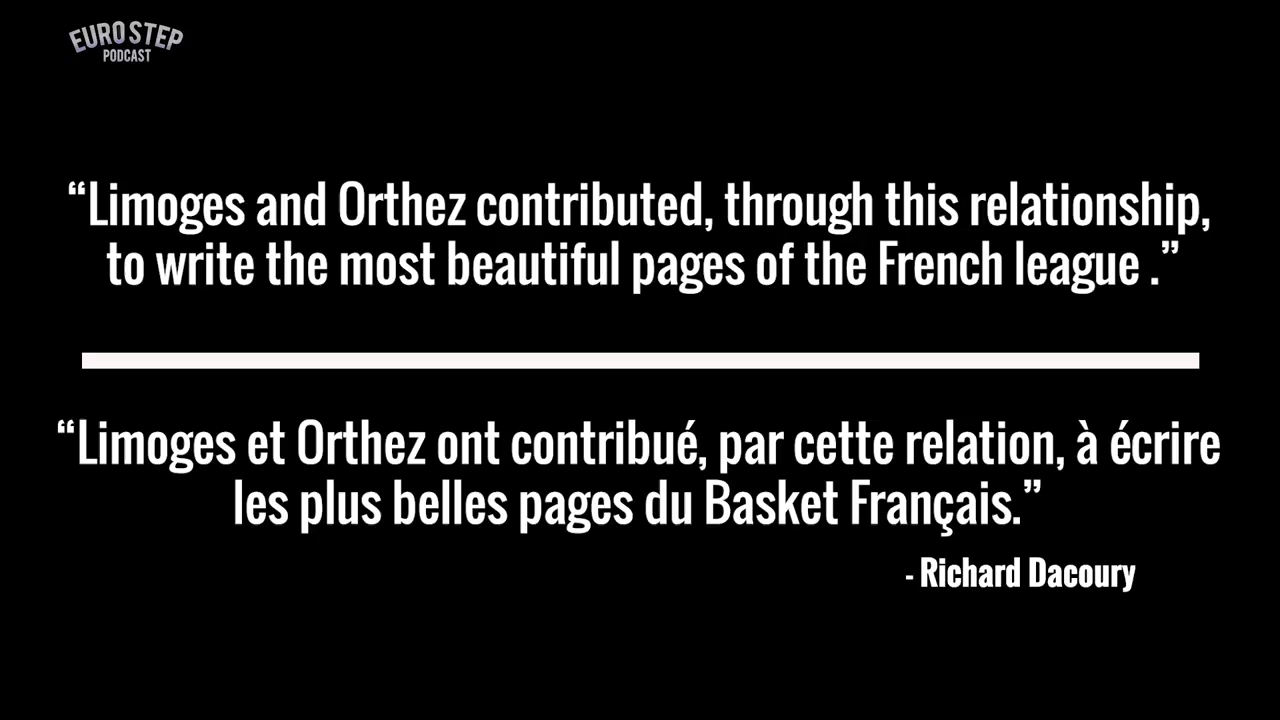 EURO STEP
PODCAST
“Limoges and Orthez contributed, through this relationship,
to write the most beautiful pages of the French league .”
“Limoges et Orthez ont contribué, par cette relation, à écrire
les plus belles pages du Basket Français.”
- Richard Dacoury